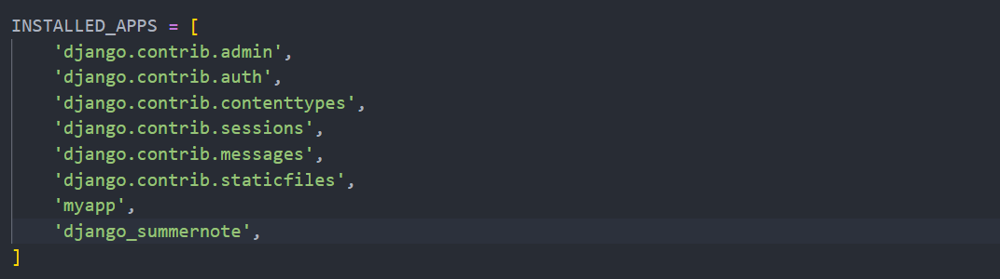 INSTALLED_APPS = [
    'django.contrib.admin',
    'django.contrib.auth',
    'django.contrib.contenttypes',
    'django.contrib.sessions',
    'django.contrib.messages',
    'django.contrib.staticfiles',
    'myapp',
    'django_summernote',
]